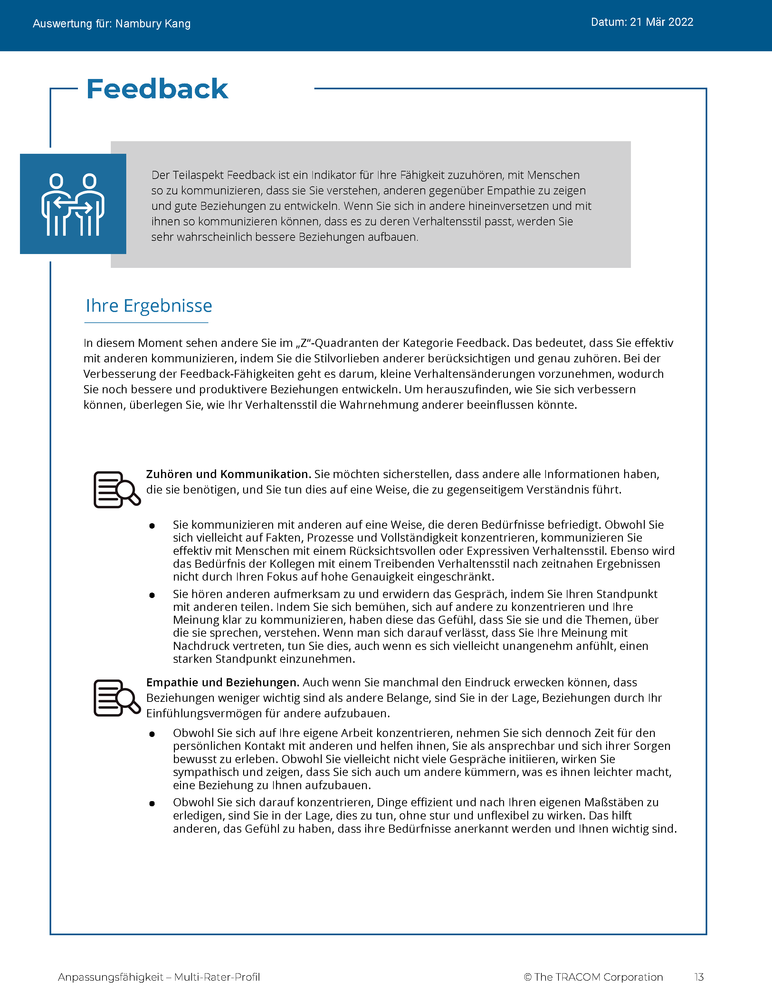 Auswertung für: Nambury Kang
Datum: 21 Mär 2022
Feedback
Der Teilaspekt Feedback ist ein Indikator für Ihre Fähigkeit zuzuhören, mit Menschen
so zu kommunizieren, dass sie Sie verstehen, anderen gegenüber Empathie zu zeigen
und gute Beziehungen zu entwickeln. Wenn Sie sich in andere hineinversetzen und mit
ihnen so kommunizieren können, dass es zu deren Verhaltensstil passt, werden Sie
sehr wahrscheinlich bessere Beziehungen aufbauen.
Ihre Ergebnisse
In diesem Moment sehen andere Sie im „Z“-Quadranten der Kategorie Feedback. Das bedeutet, dass Sie effektiv
mit anderen kommunizieren, indem Sie die Stilvorlieben anderer berücksichtigen und genau zuhören. Bei der
Verbesserung der Feedback-Fähigkeiten geht es darum, kleine Verhaltensänderungen vorzunehmen, wodurch
Sie noch bessere und produktivere Beziehungen entwickeln. Um herauszufinden, wie Sie sich verbessern
können, überlegen Sie, wie Ihr Verhaltensstil die Wahrnehmung anderer beeinflussen könnte.
Zuhören und Kommunikation. Sie möchten sicherstellen, dass andere alle Informationen haben,
die sie benötigen, und Sie tun dies auf eine Weise, die zu gegenseitigem Verständnis führt.
● Sie kommunizieren mit anderen auf eine Weise, die deren Bedürfnisse befriedigt. Obwohl Sie
sich vielleicht auf Fakten, Prozesse und Vollständigkeit konzentrieren, kommunizieren Sie
effektiv mit Menschen mit einem Rücksichtsvollen oder Expressiven Verhaltensstil. Ebenso wird
das Bedürfnis der Kollegen mit einem Treibenden Verhaltensstil nach zeitnahen Ergebnissen
nicht durch Ihren Fokus auf hohe Genauigkeit eingeschränkt.
● Sie hören anderen aufmerksam zu und erwidern das Gespräch, indem Sie Ihren Standpunkt
mit anderen teilen. Indem Sie sich bemühen, sich auf andere zu konzentrieren und Ihre
Meinung klar zu kommunizieren, haben diese das Gefühl, dass Sie sie und die Themen, über
die sie sprechen, verstehen. Wenn man sich darauf verlässt, dass Sie Ihre Meinung mit
Nachdruck vertreten, tun Sie dies, auch wenn es sich vielleicht unangenehm anfühlt, einen
starken Standpunkt einzunehmen.
Empathie und Beziehungen. Auch wenn Sie manchmal den Eindruck erwecken können, dass
Beziehungen weniger wichtig sind als andere Belange, sind Sie in der Lage, Beziehungen durch Ihr
Einfühlungsvermögen für andere aufzubauen.
● Obwohl Sie sich auf Ihre eigene Arbeit konzentrieren, nehmen Sie sich dennoch Zeit für den
persönlichen Kontakt mit anderen und helfen ihnen, Sie als ansprechbar und sich ihrer Sorgen
bewusst zu erleben. Obwohl Sie vielleicht nicht viele Gespräche initiieren, wirken Sie
sympathisch und zeigen, dass Sie sich auch um andere kümmern, was es ihnen leichter macht,
eine Beziehung zu Ihnen aufzubauen.
● Obwohl Sie sich darauf konzentrieren, Dinge effizient und nach Ihren eigenen Maßstäben zu
erledigen, sind Sie in der Lage, dies zu tun, ohne stur und unflexibel zu wirken. Das hilft
anderen, das Gefühl zu haben, dass ihre Bedürfnisse anerkannt werden und Ihnen wichtig sind.
Anpassungsfähigkeit – Multi-Rater-Profil
© The TRACOM Corporation 13